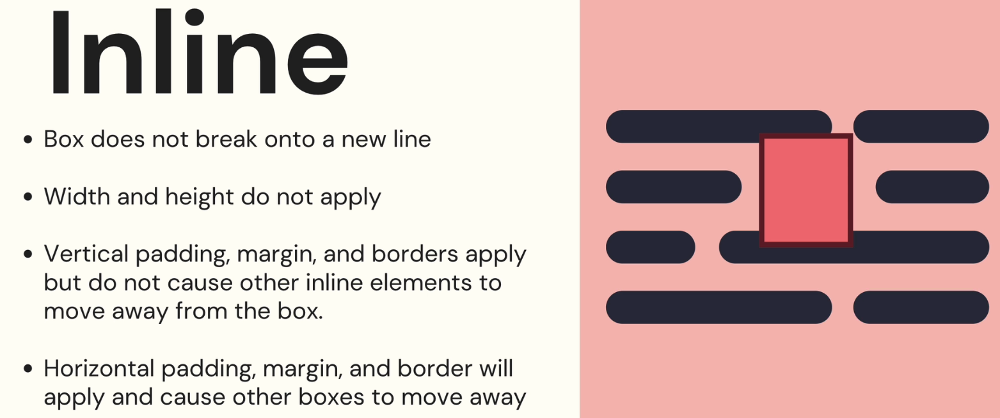 Inline
• Box does not break onto a new line
• Width and height do not apply
• Vertical padding, margin, and borders apply
but do not cause other inline elements to
move away from the box.
• Horizontal padding, margin, and border will
apply and cause other boxes to move away